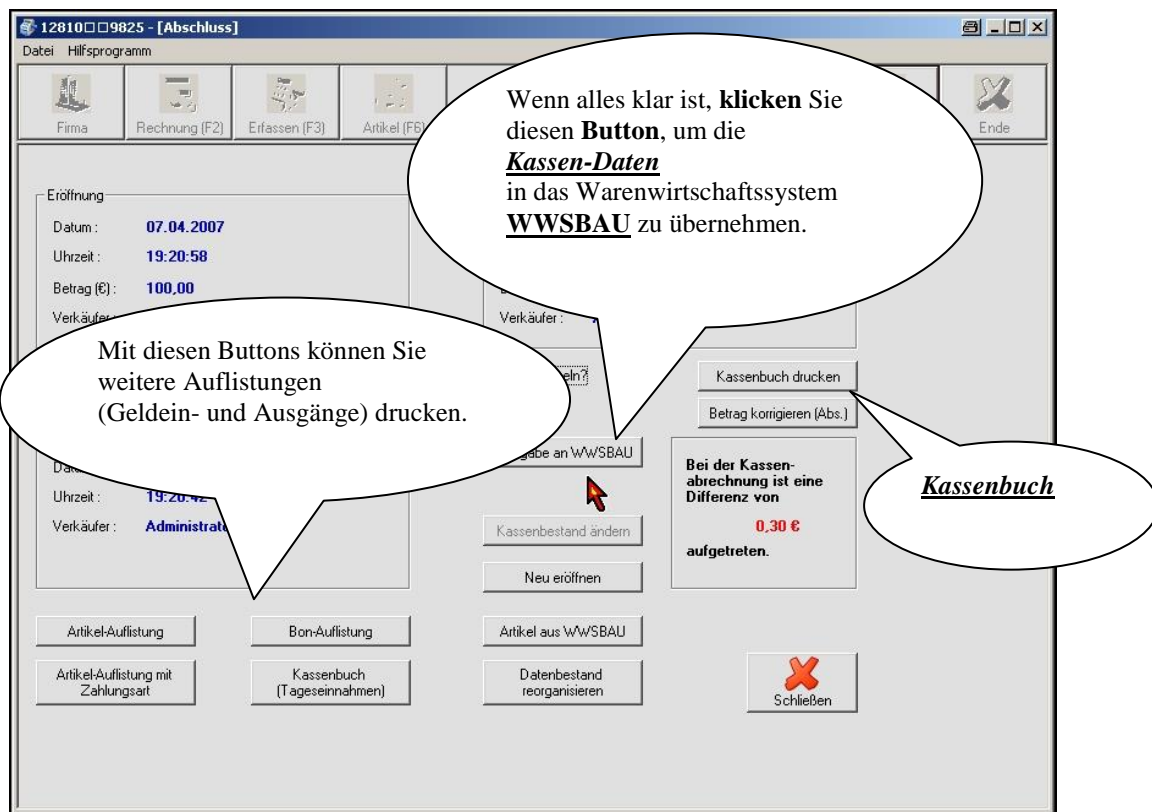 12810□□9825 - [Abschluss]
Datei Hilfsprogramm
Firma
Rechnung (F2)
Erfassen (F3)
Artikel (F6)
Ende
Wenn alles klar ist, klicken Sie
diesen Button, um die
Kassen-Daten
in das Warenwirtschaftssystem
WWSBAU zu übernehmen.
Eröffnung
Datum : 07.04.2007
Uhrzeit : 19:20:58
Betrag (€) : 100,00
Verkäufer :
Verkäufer :
Mit diesen Buttons können Sie
weitere Auflistungen
(Geldein- und Ausgänge) drucken.
Kassenbuch drucken
Betrag korrigieren (Abs.)
an WWSBAU
Uhrzeit : 19:20:42
Verkäufer :
Bei der Kassen-
abrechnung ist eine
Differenz von
0,30 €
aufgetreten.
Kassenbuch
Kassenbestand ändern
Neu eröffnen
Artikel-Auflistung
Bon-Auflistung
Artikel aus WWSBAU
Artikel-Auflistung mit
Zahlungsart
Kassenbuch
(Tageseinnahmen)
Datenbestand
reorganisieren
Schließen